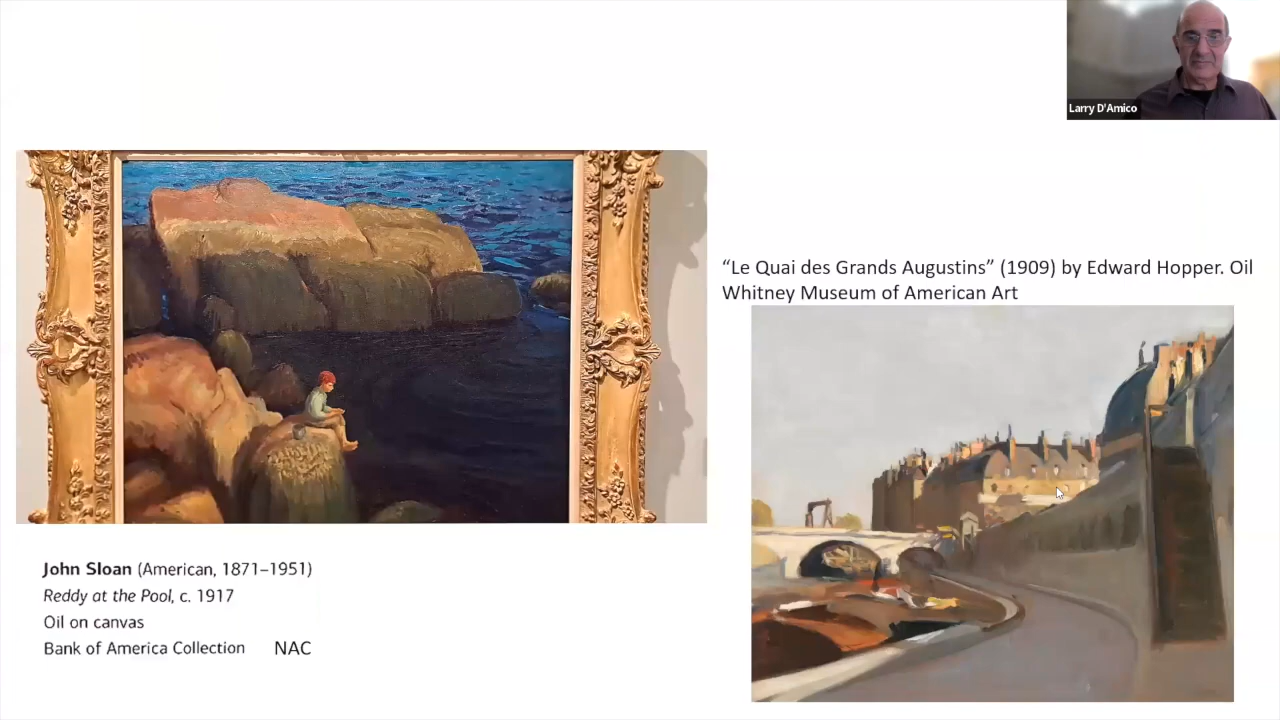 Larry D'Amico
“Le Quai des Grands Augustins” (1909) by Edward Hopper. Oil
Whitney Museum of American Art
John Sloan (American, 1871–1951)
Reddy at the Pool, c. 1917
Oil on canvas
Bank of America Collection NAC